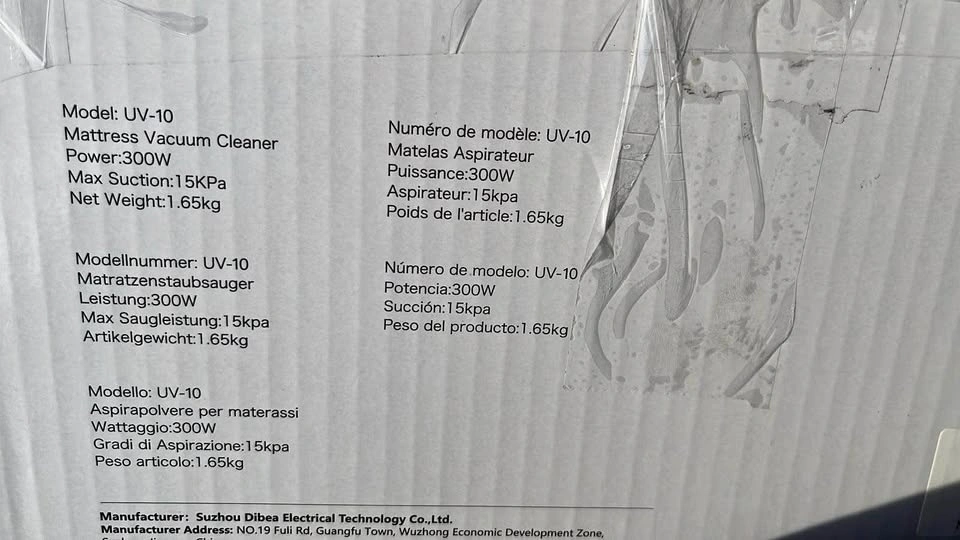 Model: UV-10
Mattress Vacuum Cleaner
Power:300W
Max Suction:15KPa
Net Weight:1.65kg
Numéro de modèle: UV-10
Matelas Aspirateur
Puissance:300W
Aspirateur:15kpa
Poids de l'article:1.65kg
Modellnummer: UV-10
Matratzenstaubsauger
Leistung:300W
Max Saugleistung:15kpa
Artikelgewicht:1.65kg
Número de modelo: UV-10
Potencia:300W
Succión:15kpa
Peso del producto:1.65kg
Modello: UV-10
Aspirapolvere per materassi
Wattaggio:300W
Gradi di Aspirazione:15kpa
Peso articolo:1.65kg
Manufacturer: Suzhou Dibea Electrical Technology Co.,Ltd.
Manufacturer Address: NO.19 Fuli Rd, Guangfu Town, Wuzhong Economic Development Zone,